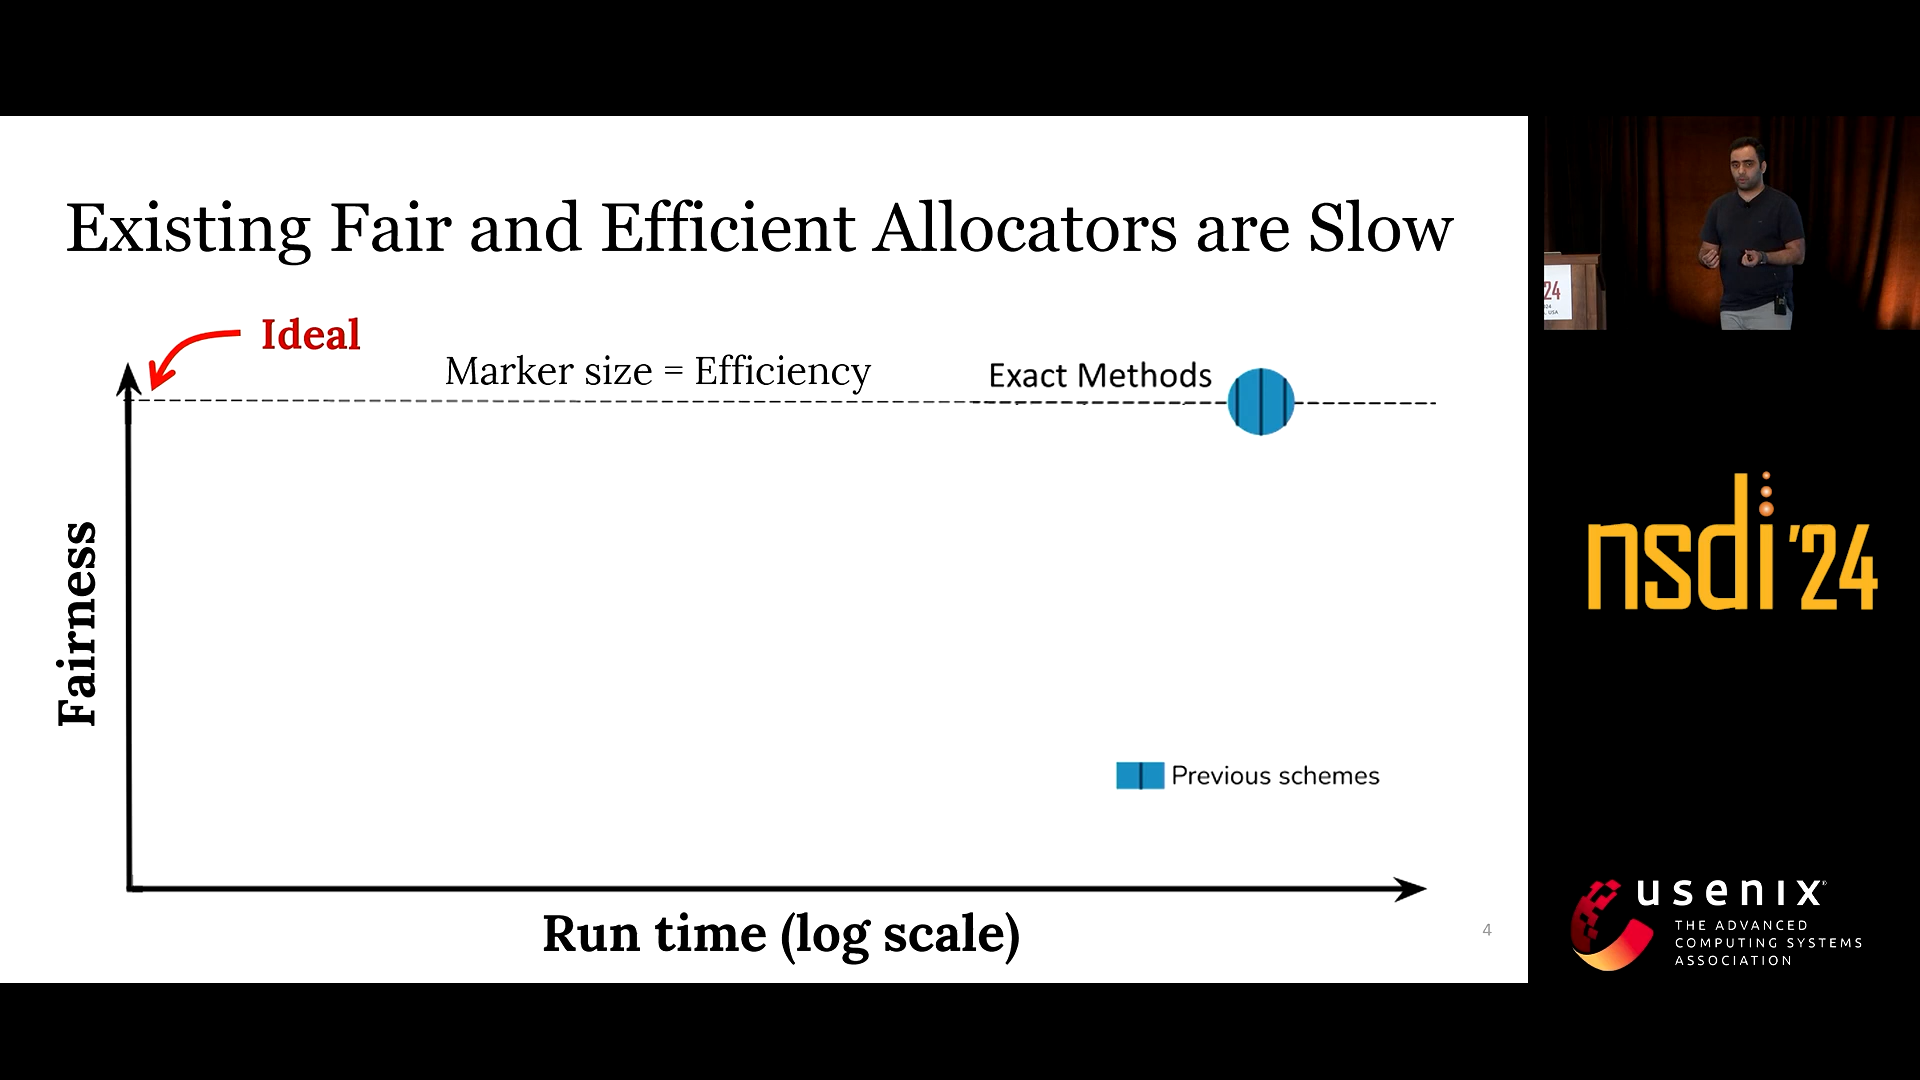 Existing Fair and Efficient Allocators are Slow
Ideal
Marker size = Efficiency
Exact Methods
Fairness
Previous schemes
Run time (log scale)
4
24
nsdi '24
usenix
THE ADVANCED
COMPUTING SYSTEMS
ASSOCIATION